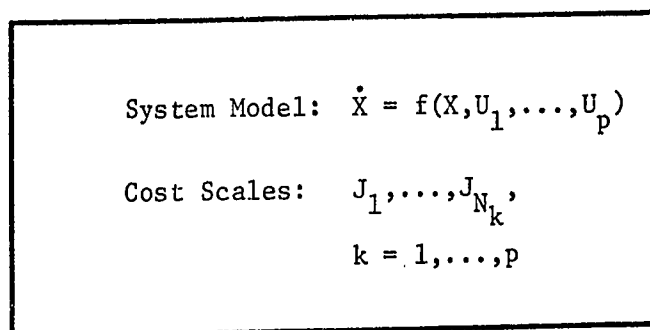 System Model: Ẋ = f(X,U₁,...,Uₚ)
Cost Scales: J₁,...,J_{N_k},
k = 1,...,p